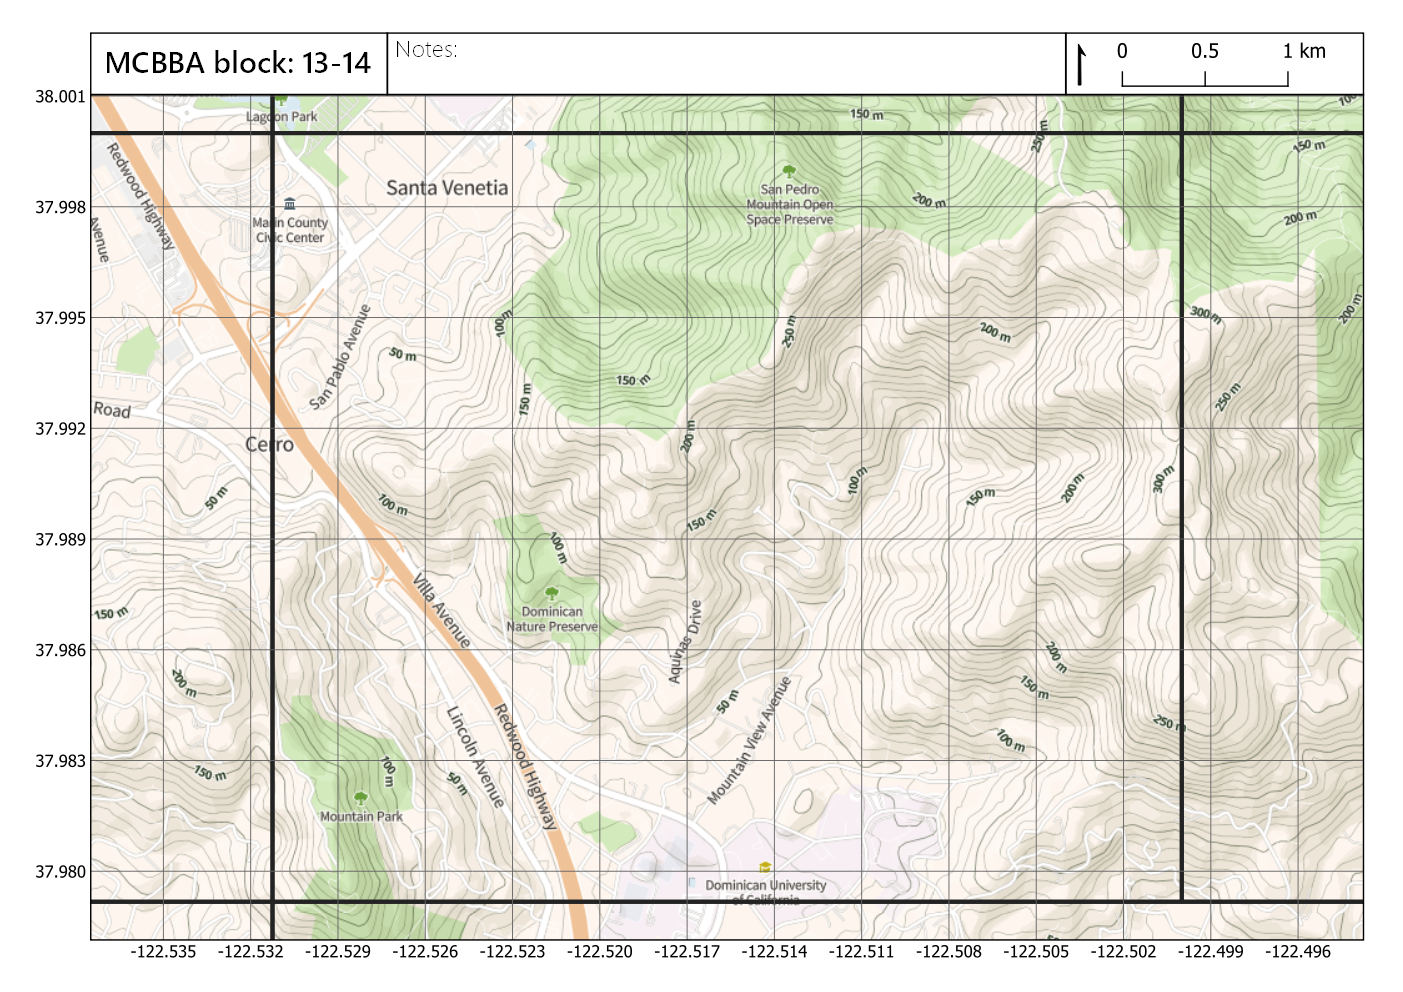 MCBBA block: 13-14
Notes:
0 0.5 1 km
38.001
37.998
37.995
37.992
37.989
37.986
37.983
37.980
Lagoon Park
150 m
100
250 m
150 m
Redwood Highway
Santa Venetia
San Pedro
Mountain Open
Space Preserve
200 m
200 m
Marin County
Civic Center
Avenue
100 m
250 m
200 m
300 m
200 m
San Pablo Avenue
50 m
150 m
150 m
250 m
Road
200 m
Cerro
50 m
100 m
100 m
150 m
200 m
300 m
150 m
100 m
Villa Avenue
Dominican
Nature Preserve
150 m
Aquinas Drive
200 m
200 m
150 m
50 m
Mountain View Avenue
Lincoln Avenue
Redwood Highway
250 m
100 m
150 m
100 m
50 m
Mountain Park
Dominican University
of California
-122.535 -122.532 -122.529 -122.526 -122.523 -122.520 -122.517 -122.514 -122.511 -122.508 -122.505 -122.502 -122.499 -122.496